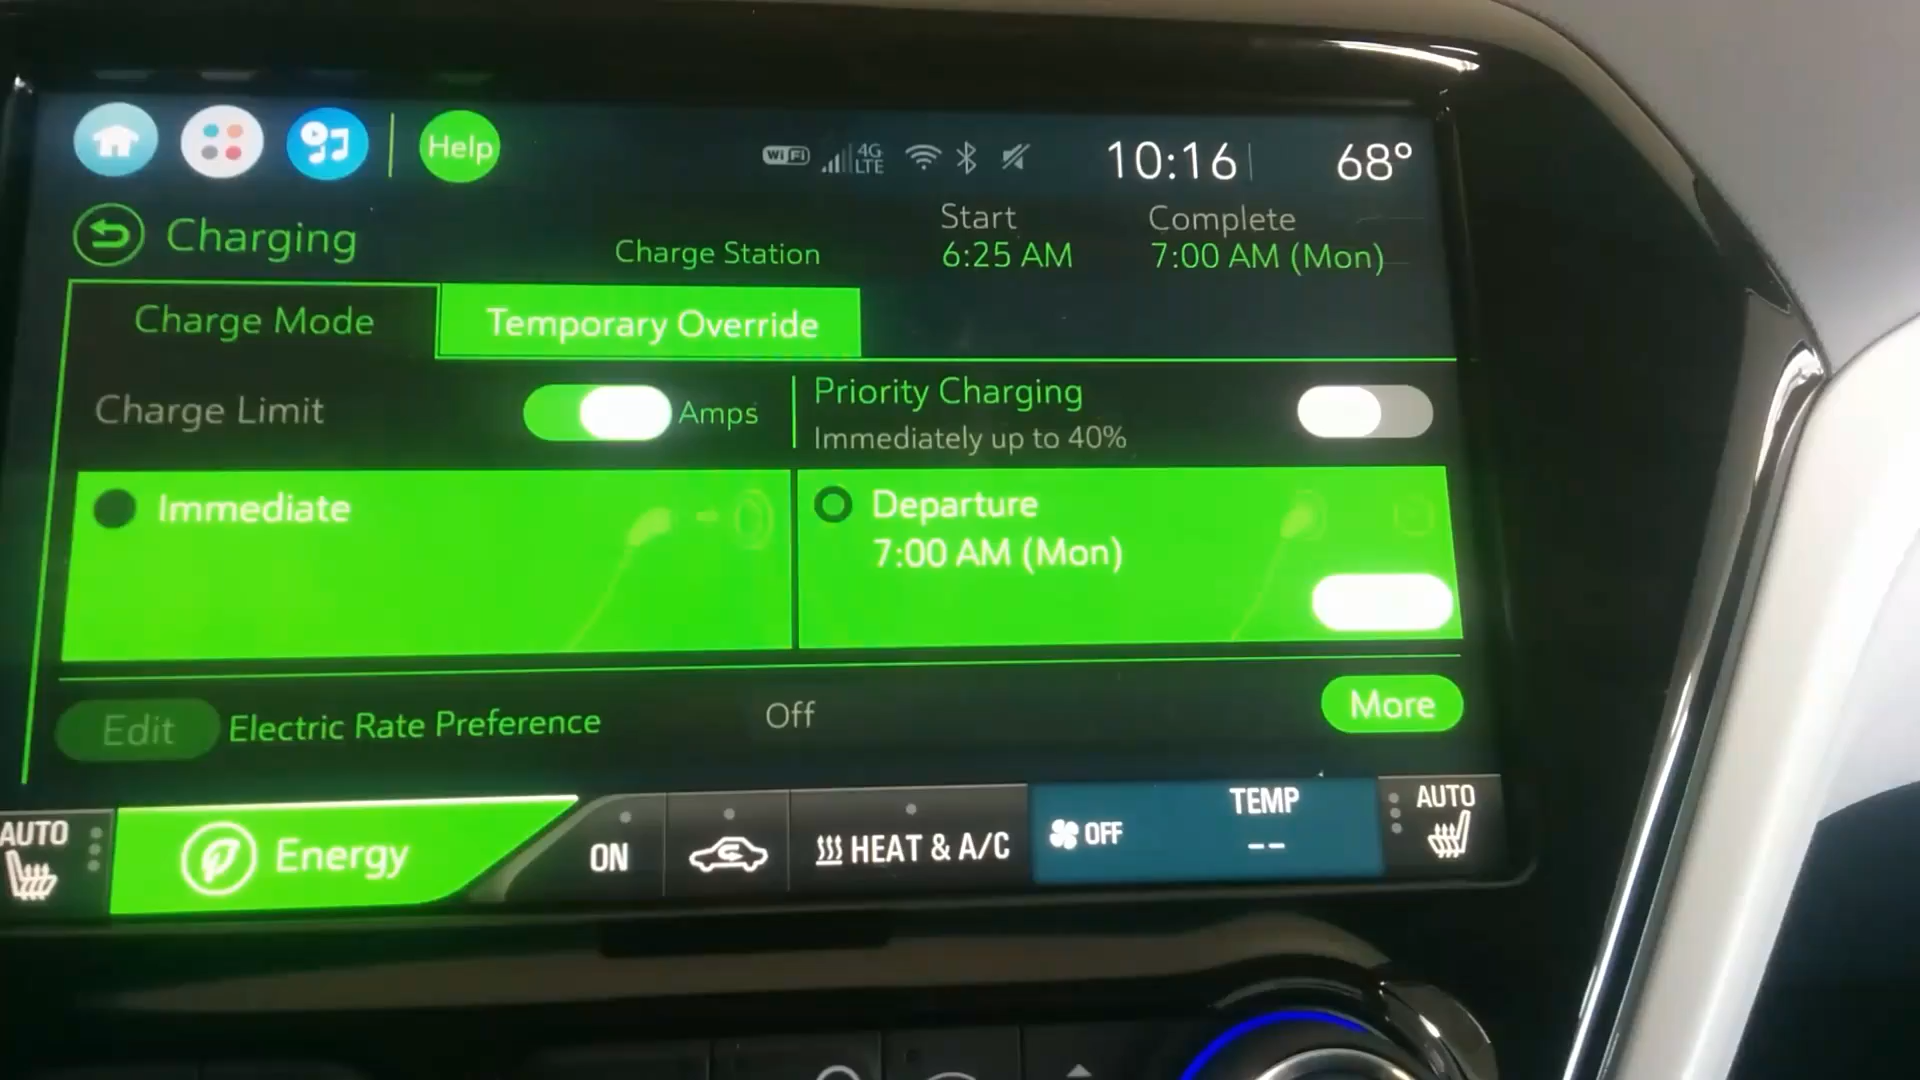 Help
WiFi
4G
LTE
10:16
68°
Charging
Charge Station
Start
6:25 AM
Complete
7:00 AM (Mon)
Charge Mode
Temporary Override
Charge Limit
Amps
Priority Charging
Immediately up to 40%
Immediate
Departure
7:00 AM (Mon)
Edit
Electric Rate Preference
Off
More
AUTO
Energy
ON
HEAT & A/C
OFF
TEMP
--
AUTO